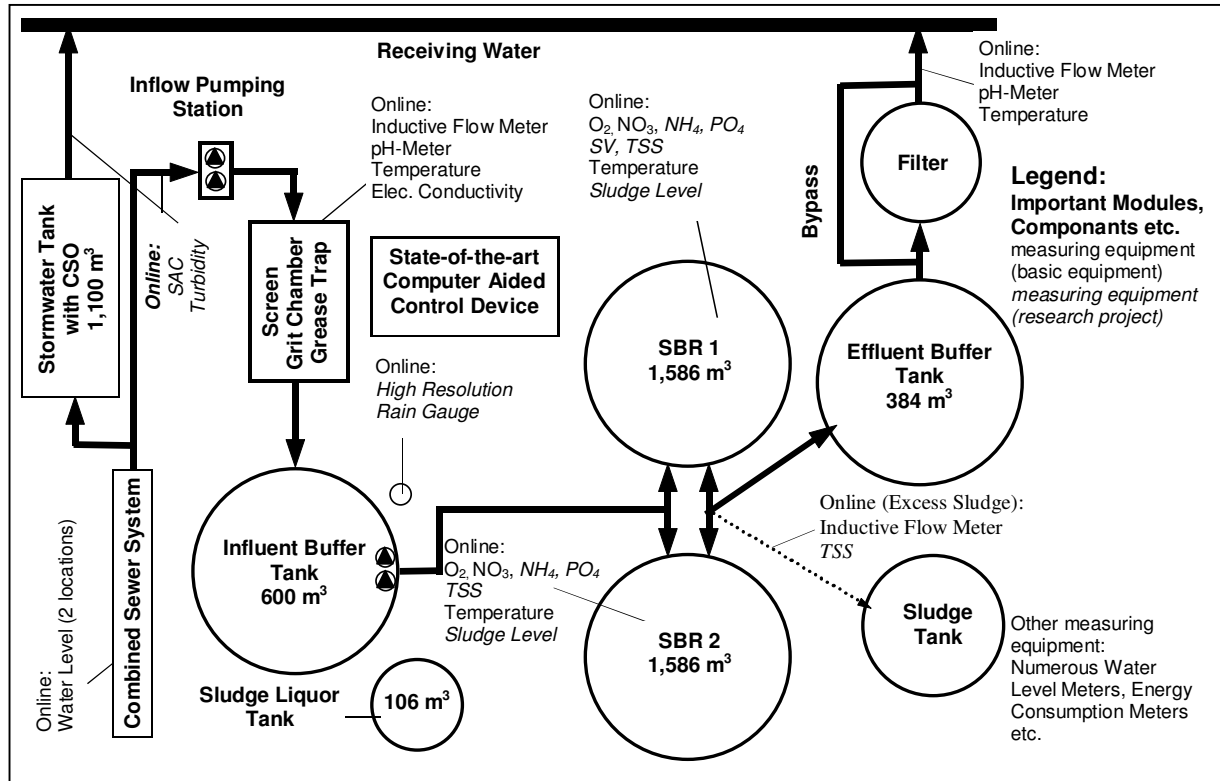 Receiving Water
Inflow Pumping
Station
Online:
Inductive Flow Meter
pH-Meter
Temperature
Elec. Conductivity
Online:
O₂, NO₃, NH₄, PO₄
SV, TSS
Temperature
Sludge Level
Online:
Inductive Flow Meter
pH-Meter
Temperature
Filter
Bypass
Legend:
Important Modules,
Components etc.
measuring equipment
(basic equipment)
measuring equipment
(research project)
Stormwater Tank
with CSO
1,100 m³
Online:
SAC
Turbidity
Screen
Grit Chamber
Grease Trap
State-of-the-art
Computer Aided
Control Device
Online:
High Resolution
Rain Gauge
SBR 1
1,586 m³
Effluent Buffer
Tank
384 m³
Combined Sewer System
Online:
Water Level (2 locations)
Influent Buffer
Tank
600 m³
Online:
O₂, NO₃, NH₄, PO₄
TSS
Temperature
Sludge Level
SBR 2
1,586 m³
Online (Excess Sludge):
Inductive Flow Meter
TSS
Sludge
Tank
Sludge Liquor
Tank
106 m³
Other measuring
equipment:
Numerous Water
Level Meters, Energy
Consumption Meters
etc.